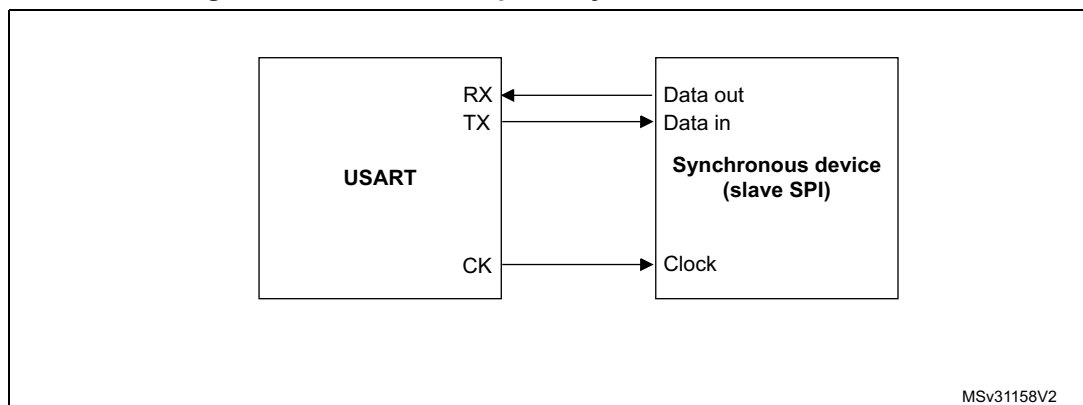 RX
TX
USART
CK
Data out
Data in
Synchronous device
(slave SPI)
Clock
MSv31158V2